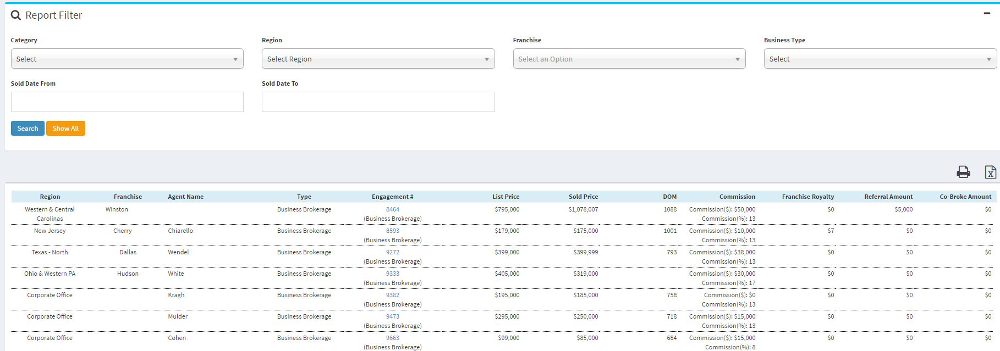 Report Filter
Category Region Franchise Business Type
Select Select Region Select an Option Select
Sold Date From Sold Date To
Search Show All
Region Franchise Agent Name Type Engagement # List Price Sold Price DOM Commission Franchise Royalty Referral Amount Co-Broke Amount
Western & Central Winston Business Brokerage 8464 $795,000 $1,078,007 1088 Commission($): $50,000 $0 $5,000 $0
Carolinas (Business Brokerage) Commission(%): 13
New Jersey Cherry Chiarello Business Brokerage 8593 $179,000 $175,000 1001 Commission($): $10,000 $7 $0 $0
(Business Brokerage) Commission(%): 13
Texas - North Dallas Wendel Business Brokerage 9272 $399,000 $399,999 793 Commission($): $38,000 $0 $0 $0
(Business Brokerage) Commission(%): 13
Ohio & Western PA Hudson White Business Brokerage 9333 $405,000 $319,000 Commission($): $30,000 $0 $0 $0
(Business Brokerage) Commission(%): 17
Corporate Office Kragh Business Brokerage 9382 $195,000 $185,000 758 Commission($): $0 $0 $0 $0
(Business Brokerage) Commission(%): 13
Corporate Office Mulder Business Brokerage 9473 $295,000 $250,000 718 Commission($): $15,000 $0 $0 $0
(Business Brokerage) Commission(%): 13
Corporate Office Cohen Business Brokerage 9663 $99,000 $85,000 684 Commission($): $15,000 $0 $0 $0
(Business Brokerage) Commission(%): 8